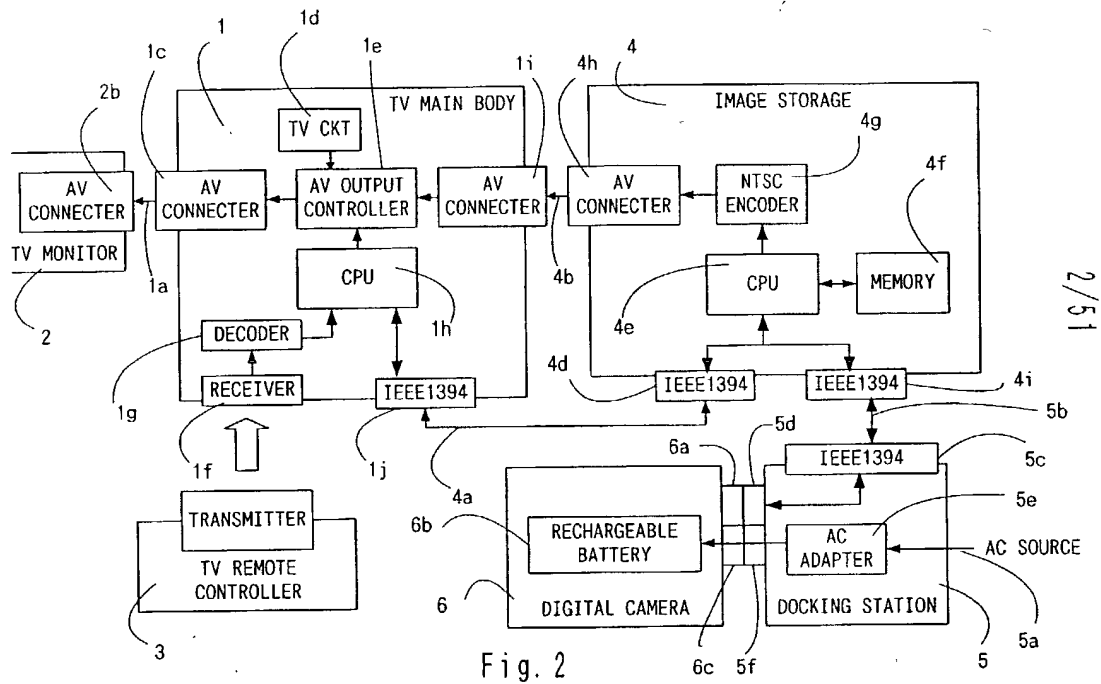 1d
1
1c
1e
1i
4h
4
2b
TV MAIN BODY
IMAGE STORAGE
TV CKT
4g
4f
AV CONNECTER
AV CONNECTER
AV OUTPUT CONTROLLER
AV CONNECTER
AV CONNECTER
NTSC ENCODER
TV MONITOR
1a
CPU
4b
CPU
MEMORY
2
1h
4e
DECODER
2/51
1g
RECEIVER
IEEE1394
4d
IEEE1394
IEEE1394
4i
5b
1f
1j
4a
6a
5d
IEEE1394
5c
TRANSMITTER
6b
RECHARGEABLE BATTERY
5e
AC ADAPTER
AC SOURCE
TV REMOTE CONTROLLER
6
DIGITAL CAMERA
DOCKING STATION
3
6c
5f
5
5a
Fig. 2